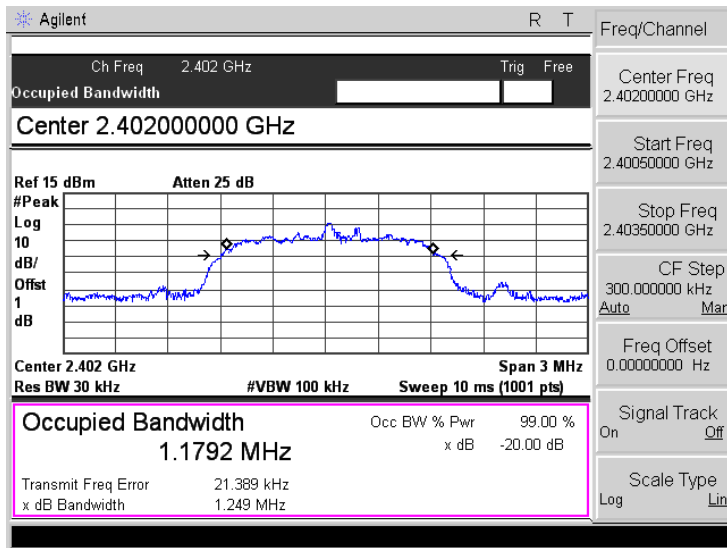 Agilent R T
Ch Freq 2.402 GHz Trig Free
Occupied Bandwidth
Center 2.402000000 GHz
Ref 15 dBm Atten 25 dB
#Peak
Log
10
dB/
Offst
1
dB
Center 2.402 GHz Span 3 MHz
Res BW 30 kHz #VBW 100 kHz Sweep 10 ms (1001 pts)
Occupied Bandwidth Occ BW % Pwr 99.00 %
1.1792 MHz x dB -20.00 dB
Transmit Freq Error 21.389 kHz
x dB Bandwidth 1.249 MHz
Freq/Channel
Center Freq
2.40200000 GHz
Start Freq
2.40050000 GHz
Stop Freq
2.40350000 GHz
CF Step
300.000000 kHz
Auto Man
Freq Offset
0.00000000 Hz
Signal Track
On Off
Scale Type
Log Lin